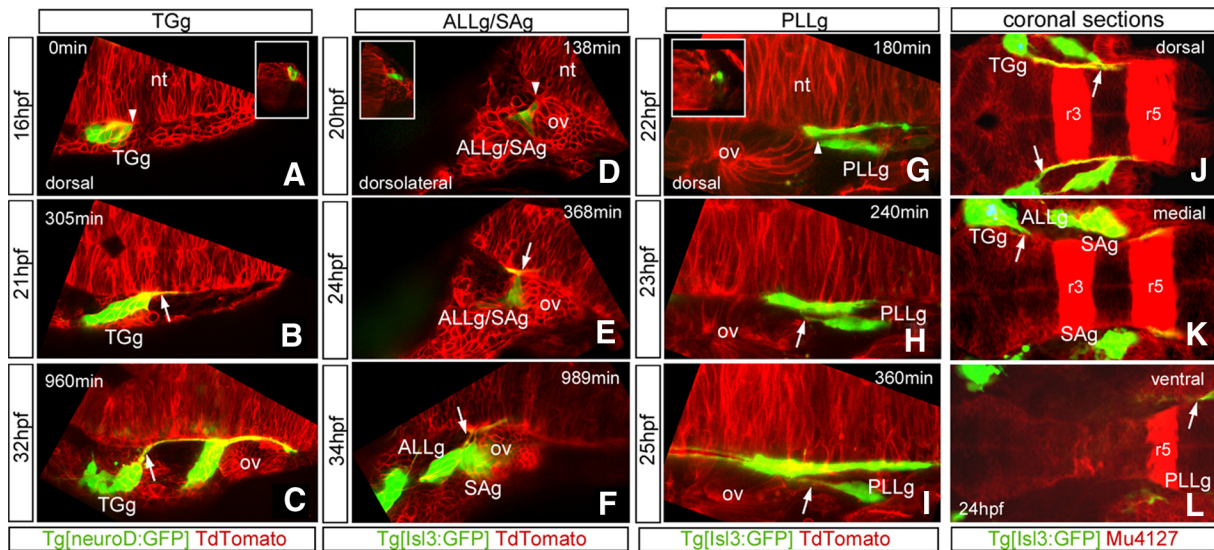 TGg
ALLg/SAg
PLLg
coronal sections
16hpf
0min
nt
TGg
dorsal
A
20hpf
138min
nt
ov
ALLg/SAg
dorsolateral
D
22hpf
180min
nt
ov
PLLg
dorsal
G
dorsal
TGg
r3
r5
J
21hpf
305min
TGg
B
24hpf
368min
ov
ALLg/SAg
E
23hpf
240min
ov
PLLg
H
medial
TGg
ALLg
SAg
r3
r5
SAg
K
32hpf
960min
ov
TGg
C
34hpf
989min
ALLg
ov
SAg
F
25hpf
360min
ov
PLLg
I
ventral
r5
PLLg
24hpf
L
Tg[neuroD:GFP] TdTomato
Tg[Isl3:GFP] TdTomato
Tg[Isl3:GFP] TdTomato
Tg[Isl3:GFP] Mu4127